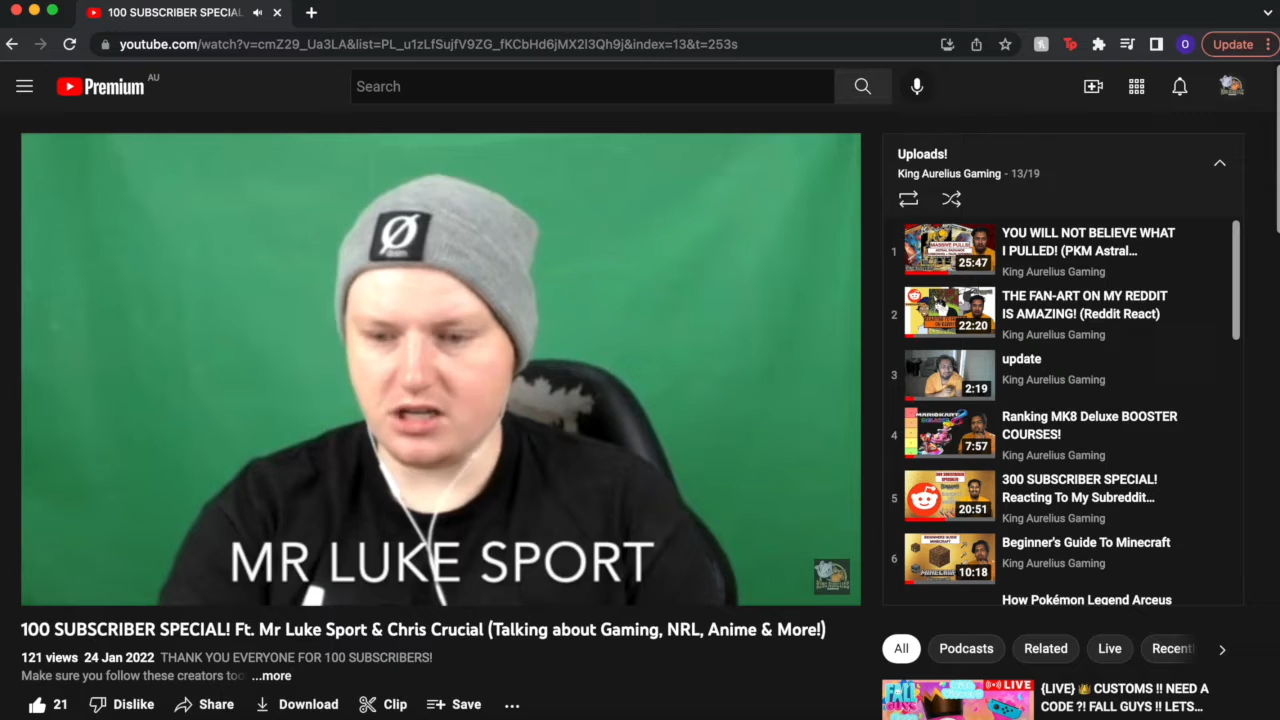 100 SUBSCRIBER SPECIAL
youtube.com/watch?v=cmZ29_Ua3LA&list=PL_u1zLfSujfV9ZG_fKCbHd6jMX2I3Qh9j&index=13&t=253s
Update
Premium AU
Search
MR LUKE SPORT
Uploads!
King Aurelius Gaming - 13/19
1
25:47
YOU WILL NOT BELIEVE WHAT
I PULLED! (PKM Astral...
King Aurelius Gaming
2
22:20
THE FAN-ART ON MY REDDIT
IS AMAZING! (Reddit React)
King Aurelius Gaming
3
2:19
update
King Aurelius Gaming
4
7:57
Ranking MK8 Deluxe BOOSTER
COURSES!
King Aurelius Gaming
5
20:51
300 SUBSCRIBER SPECIAL!
Reacting To My Subreddit...
King Aurelius Gaming
6
10:18
Beginner's Guide To Minecraft
King Aurelius Gaming
How Pokémon Legend Arceus
100 SUBSCRIBER SPECIAL! Ft. Mr Luke Sport & Chris Crucial (Talking about Gaming, NRL, Anime & More!)
121 views 24 Jan 2022 THANK YOU EVERYONE FOR 100 SUBSCRIBERS!
Make sure you follow these creators too ...more
21 Dislike Share Download Clip Save ...
All Podcasts Related Live Recent
FALL GUYS
LIVE
{LIVE} 👑 CUSTOMS !! NEED A
CODE ?! FALL GUYS !! LETS...